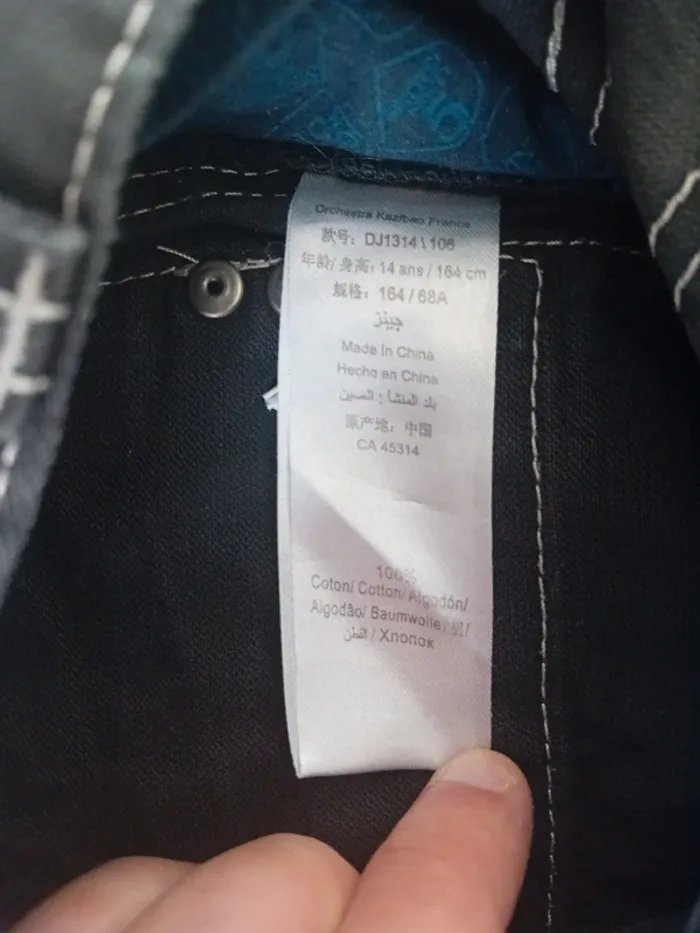 Orchestra Kazibao France
款号：DJ1314\106
年龄/身高：14 ans / 164 cm
规格：164 / 68A
جينز
Made in China
Hecho en China
بلد المنشأ : الصين
原产地：中国
CA 45314
100%
Coton/ Cotton/ Algodón/
Algodão/ Baumwolle/ 棉/
القطن / Хлопок